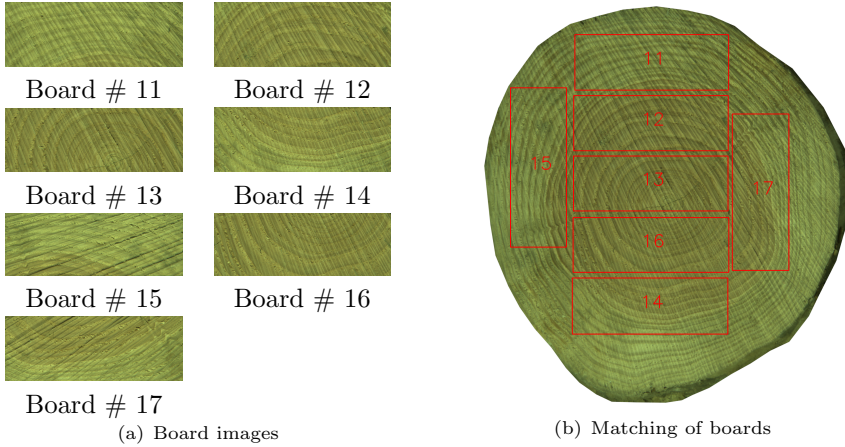 Board # 11
Board # 12
Board # 13
Board # 14
Board # 15
Board # 16
Board # 17
(a) Board images
11
12
15
13
17
16
14
(b) Matching of boards